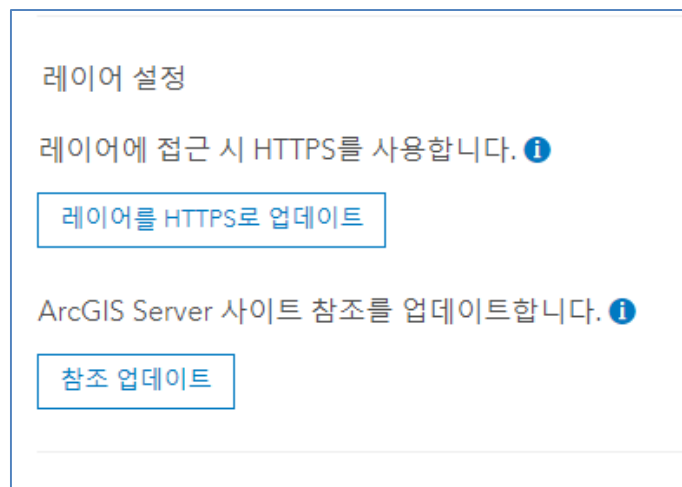 레이어 설정
레이어에 접근 시 HTTPS를 사용합니다.
레이어를 HTTPS로 업데이트
ArcGIS Server 사이트 참조를 업데이트합니다.
참조 업데이트